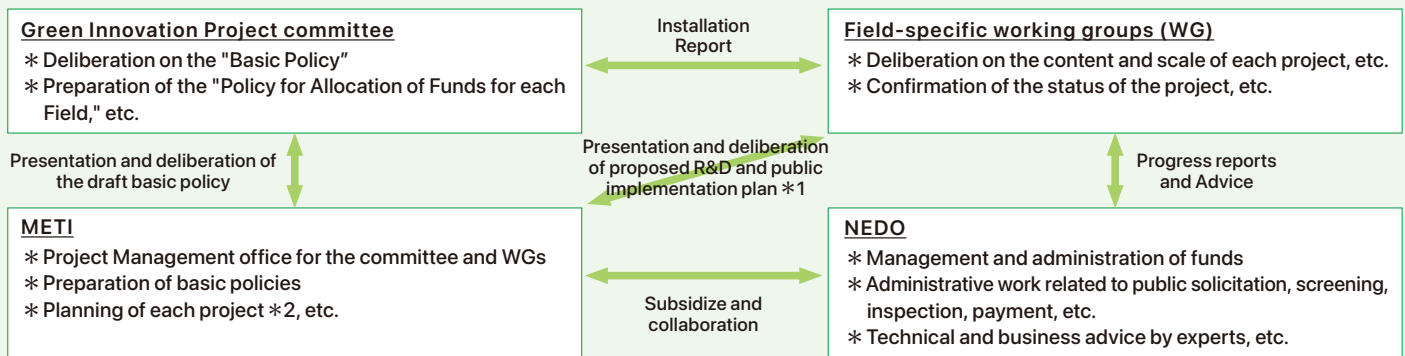 Green Innovation Project committee
＊Deliberation on the "Basic Policy”
＊Preparation of the "Policy for Allocation of Funds for each
Field," etc.
Installation
Report
Field-specific working groups (WG)
＊Deliberation on the content and scale of each project, etc.
＊Confirmation of the status of the project, etc.
Presentation and deliberation of
the draft basic policy
Presentation and deliberation
of proposed R&D and public
implementation plan ＊1
Progress reports
and Advice
METI
＊Project Management office for the committee and WGs
＊Preparation of basic policies
＊Planning of each project ＊2, etc.
Subsidize and
collaboration
NEDO
＊Management and administration of funds
＊Administrative work related to public solicitation, screening,
inspection, payment, etc.
＊Technical and business advice by experts, etc.